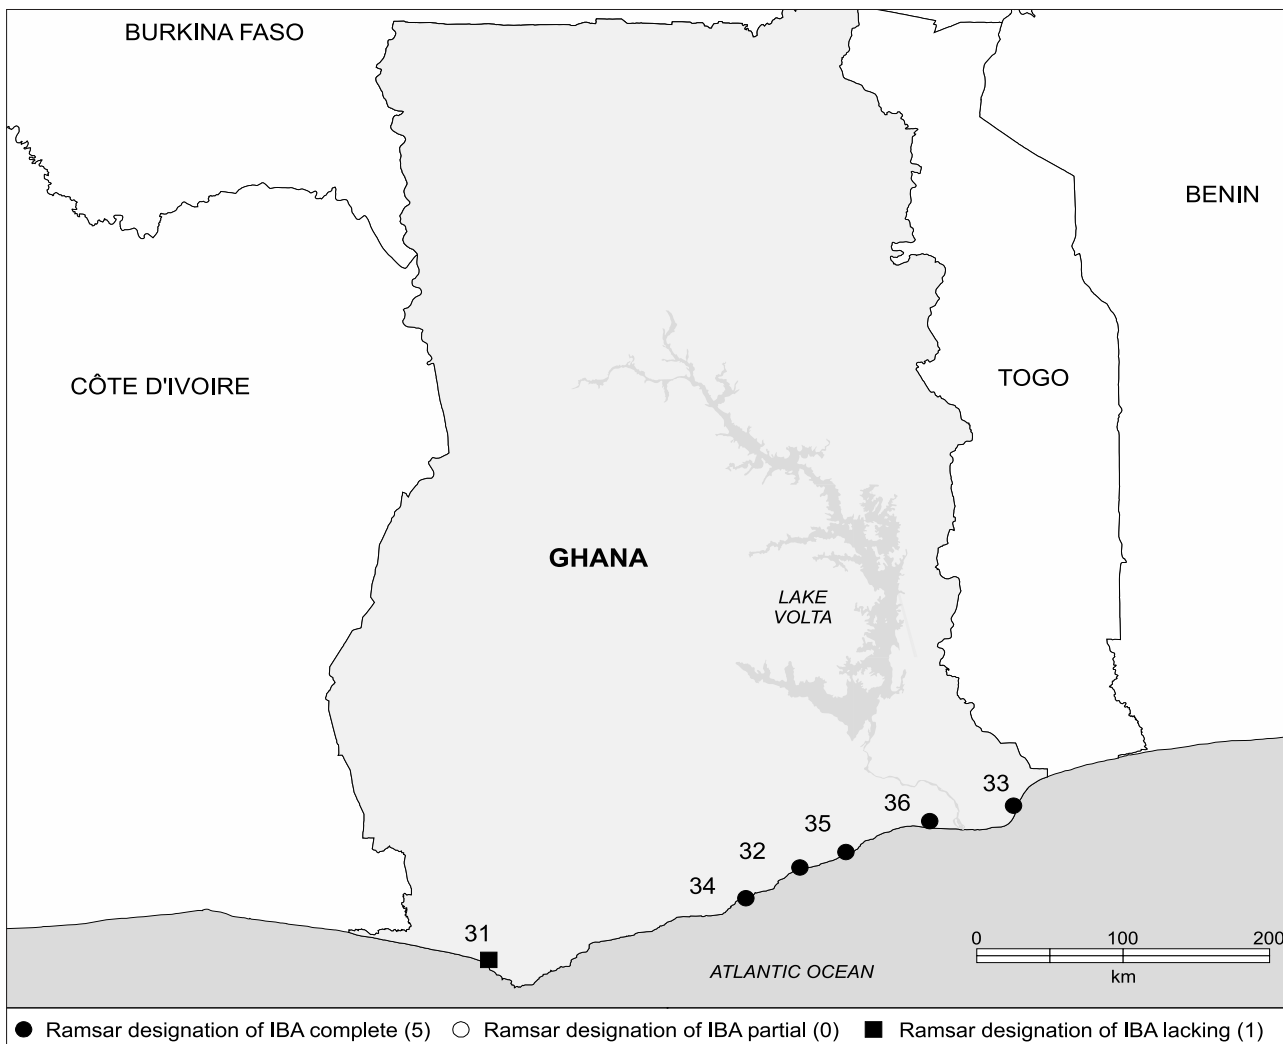 BURKINA FASO
BENIN
CÔTE D'IVOIRE
TOGO
GHANA
LAKE
VOLTA
33
36
35
32
34
31
0 100 200
km
ATLANTIC OCEAN
Ramsar designation of IBA complete (5) Ramsar designation of IBA partial (0) Ramsar designation of IBA lacking (1)